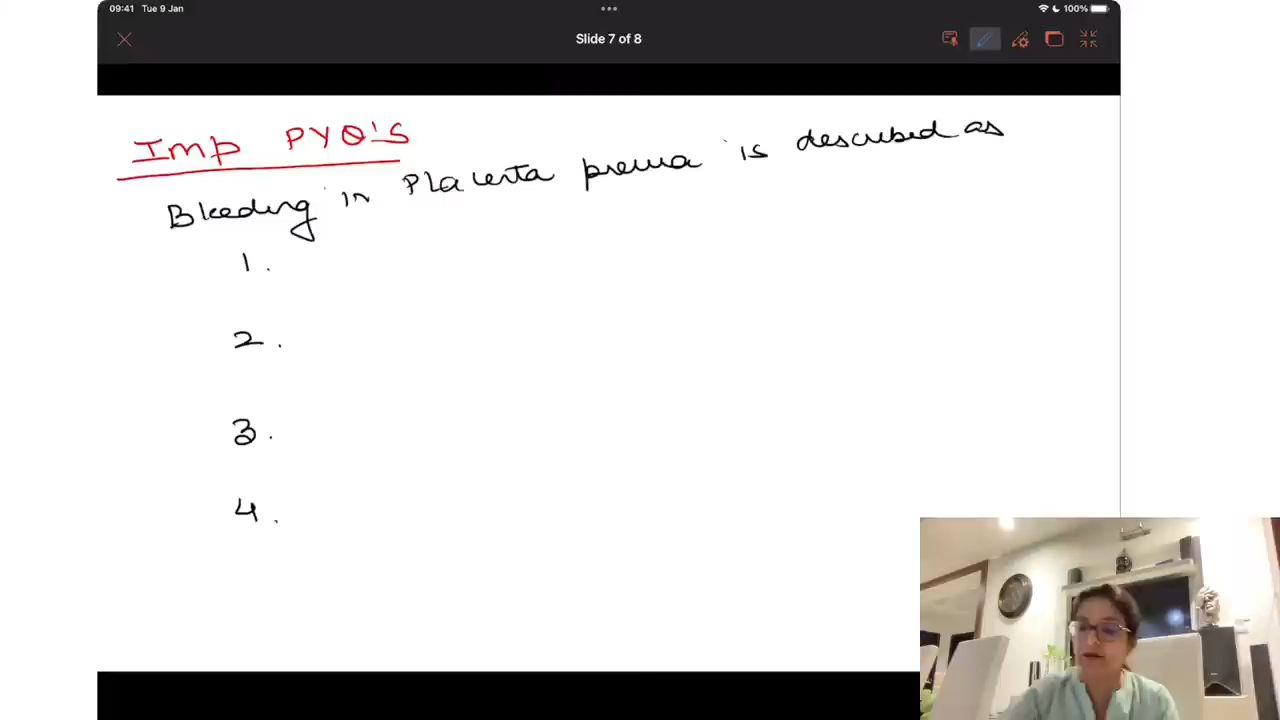 09:41 Tue 9 Jan
100%
Slide 7 of 8
Imp PYQ'S
Bleeding in Placenta previa is described as
1.
2.
3.
4.